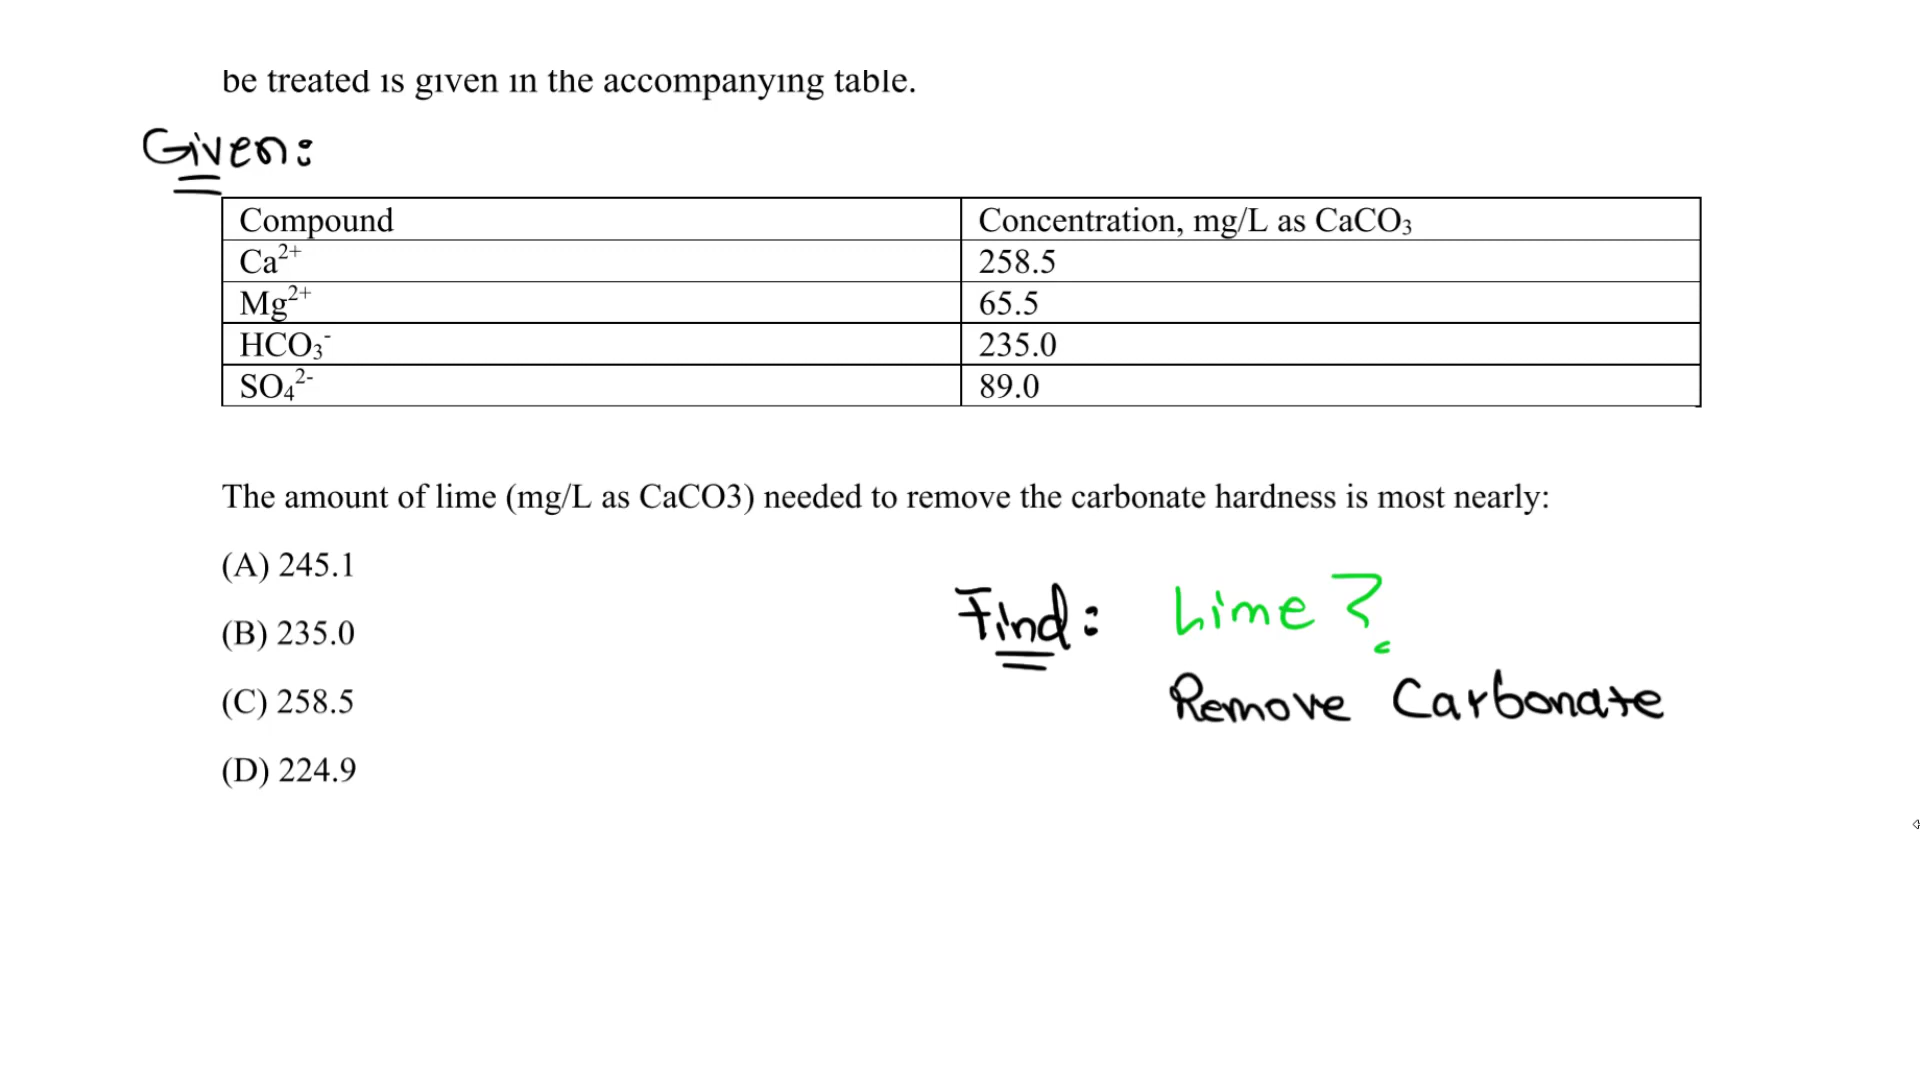 be treated is given in the accompanying table.
Given:
Compound Concentration, mg/L as CaCO₃
Ca²⁺ 258.5
Mg²⁺ 65.5
HCO₃⁻ 235.0
SO₄²⁻ 89.0
The amount of lime (mg/L as CaCO3) needed to remove the carbonate hardness is most nearly:
(A) 245.1
(B) 235.0
(C) 258.5
(D) 224.9
Find: Lime?
Remove Carbonate